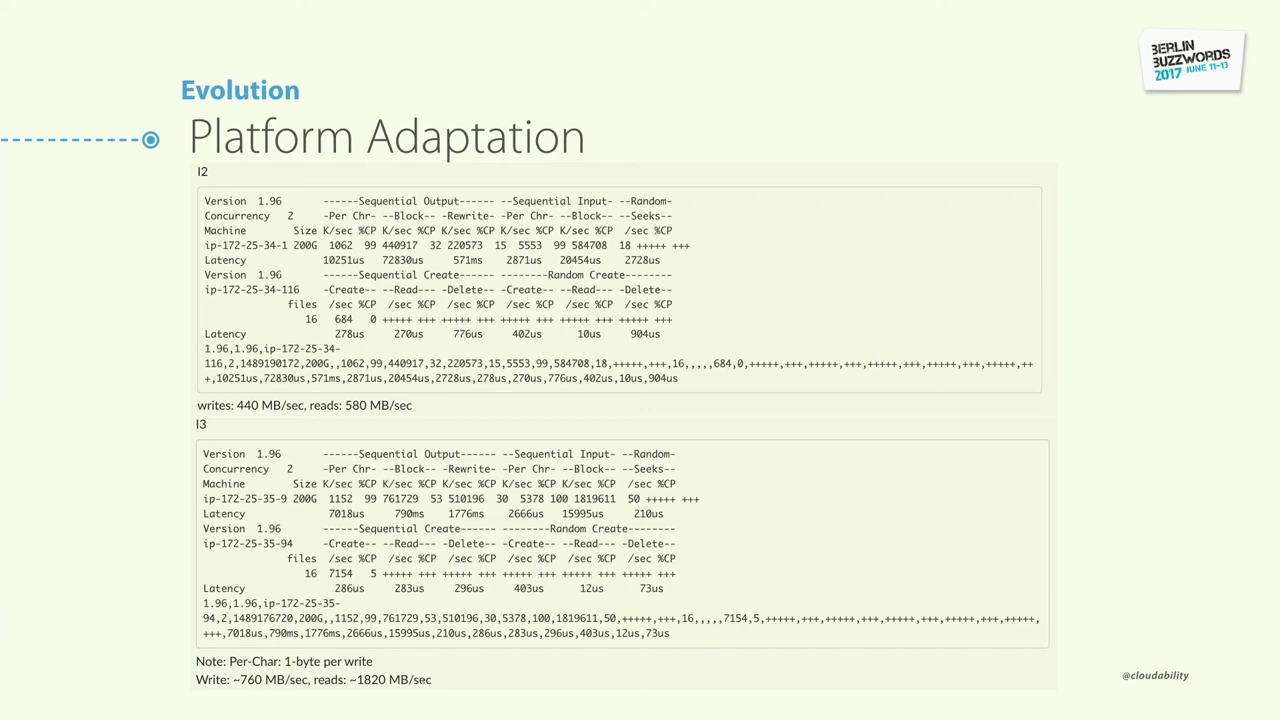 BERLIN
BUZZWORDS
2017 JUNE 11-13
Evolution
Platform Adaptation
I2
Version  1.96       ------Sequential Output------ --Sequential Input- --Random-
Concurrency   2     -Per Chr- --Block-- -Rewrite- -Per Chr- --Block-- --Seeks--
Machine        Size K/sec %CP K/sec %CP K/sec %CP K/sec %CP K/sec %CP  /sec %CP
ip-172-25-34-1 200G  1062  99 440917  32 220573  15  5553  99 584708  18 +++++ +++
Latency             10251us   72830us     571ms    2871us   20454us    2728us
Version  1.96       ------Sequential Create------ --------Random Create--------
ip-172-25-34-116    -Create-- --Read--- -Delete-- -Create-- --Read--- -Delete--
files  /sec %CP  /sec %CP  /sec %CP  /sec %CP  /sec %CP  /sec %CP
16   684   0 +++++ +++ +++++ +++ +++++ +++ +++++ +++ +++++ +++
Latency               278us     270us     776us     402us      10us     904us
1.96,1.96,ip-172-25-34-
116,2,1489190172,200G,,1062,99,440917,32,220573,15,5553,99,584708,18,+++++,+++,16,,,,,684,0,+++++,+++,+++++,+++,+++++,+++,+++++,+++,+++++,++
+,10251us,72830us,571ms,2871us,20454us,2728us,278us,270us,776us,402us,10us,904us
writes: 440 MB/sec, reads: 580 MB/sec
I3
Version  1.96       ------Sequential Output------ --Sequential Input- --Random-
Concurrency   2     -Per Chr- --Block-- -Rewrite- -Per Chr- --Block-- --Seeks--
Machine        Size K/sec %CP K/sec %CP K/sec %CP K/sec %CP K/sec %CP  /sec %CP
ip-172-25-35-9 200G  1152  99 761729  53 510196  30  5378 100 1819611  50 +++++ +++
Latency              7018us     790ms    1776ms    2666us   15995us     210us
Version  1.96       ------Sequential Create------ --------Random Create--------
ip-172-25-35-94     -Create-- --Read--- -Delete-- -Create-- --Read--- -Delete--
files  /sec %CP  /sec %CP  /sec %CP  /sec %CP  /sec %CP  /sec %CP
16  7154   5 +++++ +++ +++++ +++ +++++ +++ +++++ +++ +++++ +++
Latency               286us     283us     296us     403us      12us      73us
1.96,1.96,ip-172-25-35-
94,2,1489176720,200G,,1152,99,761729,53,510196,30,5378,100,1819611,50,+++++,+++,16,,,,,7154,5,+++++,+++,+++++,+++,+++++,+++,+++++,+++,+++++,
+++,7018us,790ms,1776ms,2666us,15995us,210us,286us,283us,296us,403us,12us,73us
Note: Per-Char: 1-byte per write
Write: ~760 MB/sec, reads: ~1820 MB/sec
@cloudability